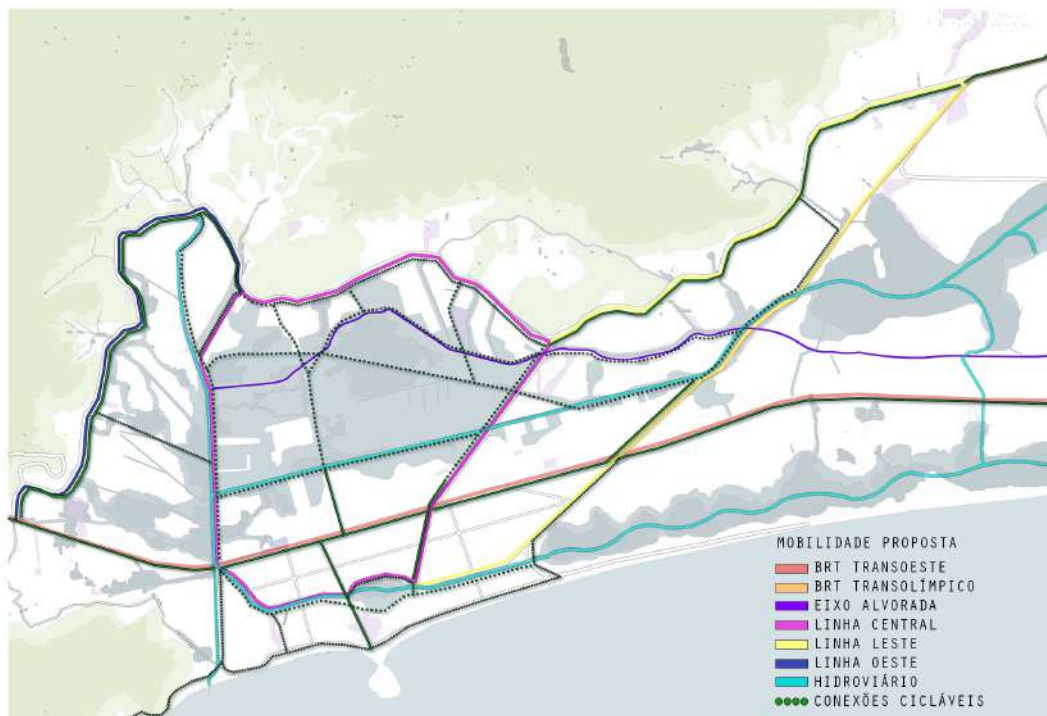 MOBILIDADE PROPOSTA
BRT TRANSOESTE
BRT TRANSOLÍMPICO
EIXO ALVORADA
LINHA CENTRAL
LINHA LESTE
LINHA OESTE
HIDROVIÁRIO
CONEXÕES CICLÁVEIS